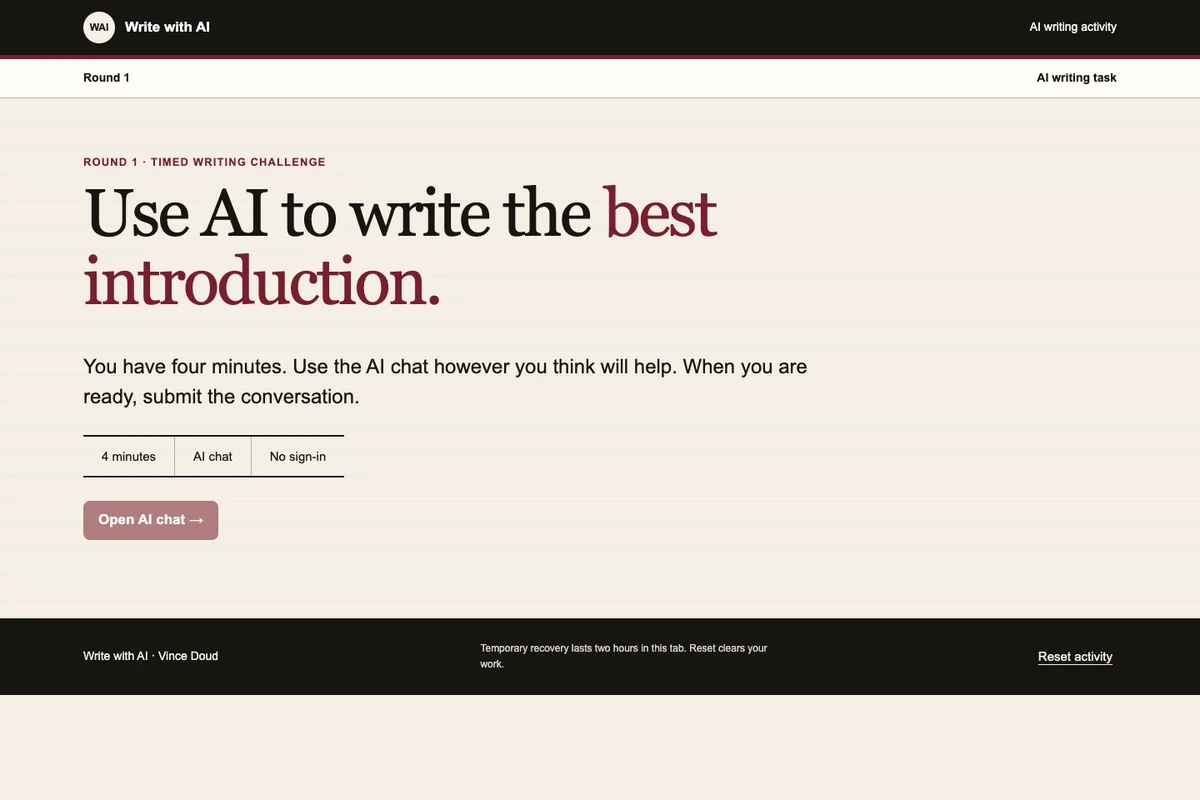 WAI Write with AI AI writing activity
Round 1 AI writing task
ROUND 1 · TIMED WRITING CHALLENGE
Use AI to write the best
introduction.
You have four minutes. Use the AI chat however you think will help. When you are
ready, submit the conversation.
4 minutes AI chat No sign-in
Open AI chat →
Write with AI · Vince Doud
Temporary recovery lasts two hours in this tab. Reset clears your
work.
Reset activity